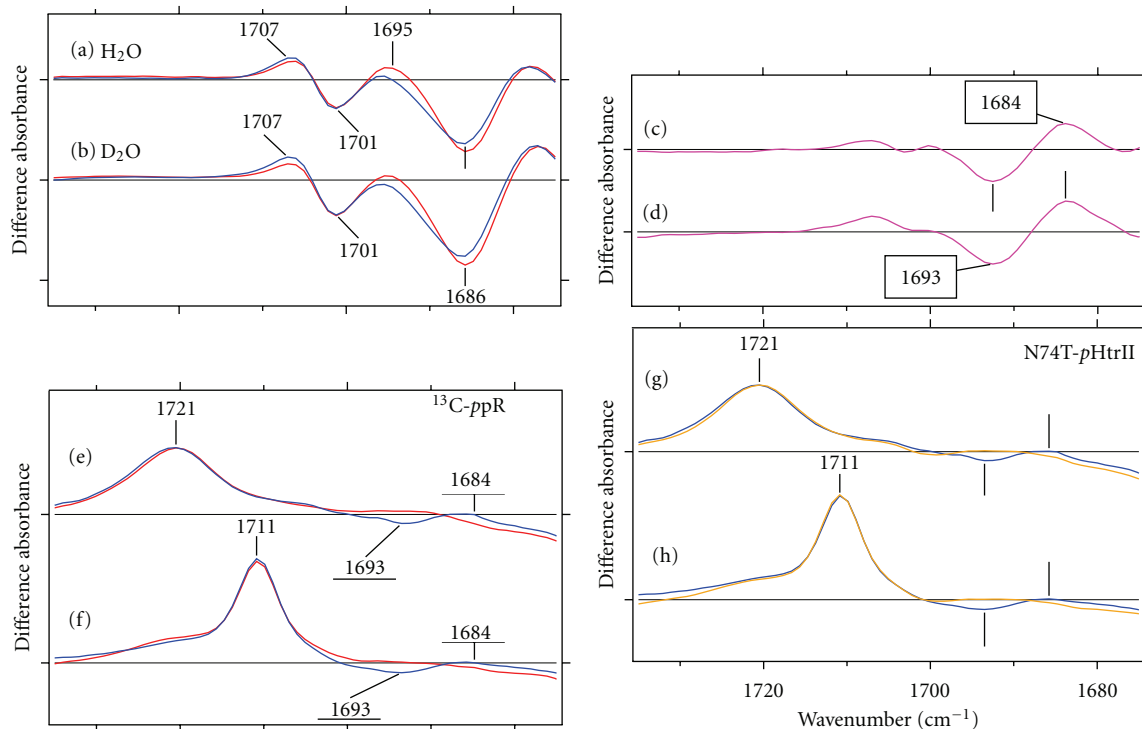 1707
1695
(a) H₂O
1701
1707
(b) D₂O
1701
1686
Difference absorbance
1684
(c)
(d)
1693
Difference absorbance
1721
¹³C-ppR
(e)
1684
1693
1711
(f)
1684
1693
Difference absorbance
1721
N74T-pHtrII
(g)
1711
(h)
Difference absorbance
1720
1700
1680
Wavenumber (cm⁻¹)